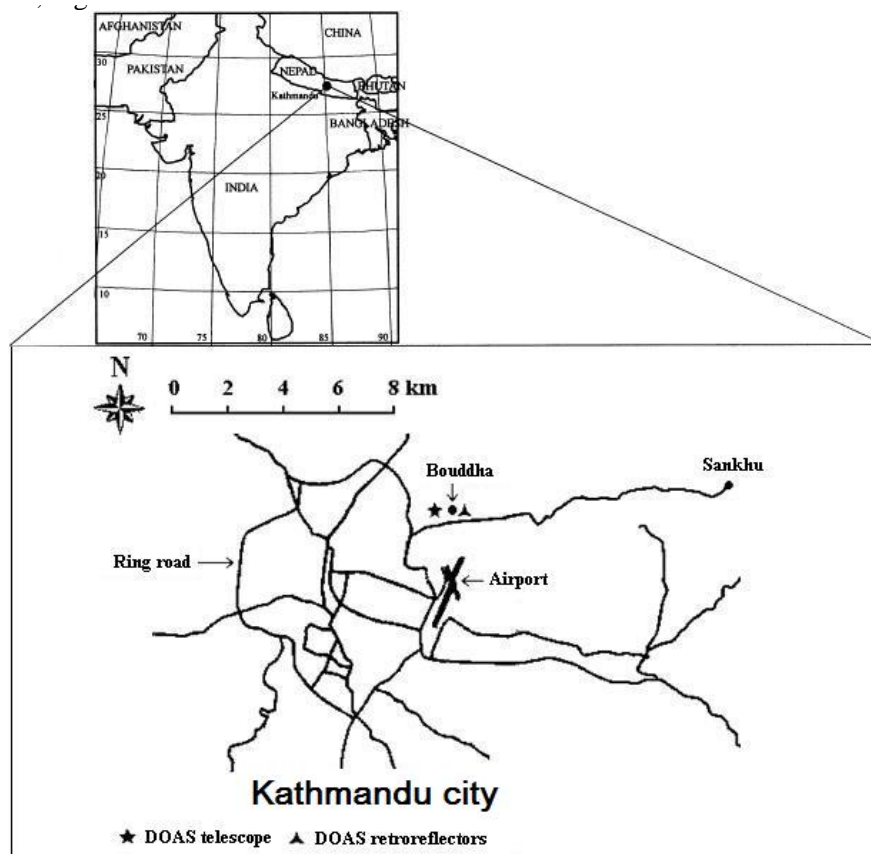 AFGHANISTAN
CHINA
30
PAKISTAN
NEPAL
BHUTAN
Kathmandu
25
BANGLADESH
20
INDIA
15
10
70 75 80 85 90
N
0 2 4 6 8 km
Bouddha
Sankhu
Ring road
Airport
Kathmandu city
DOAS telescope DOAS retroreflectors